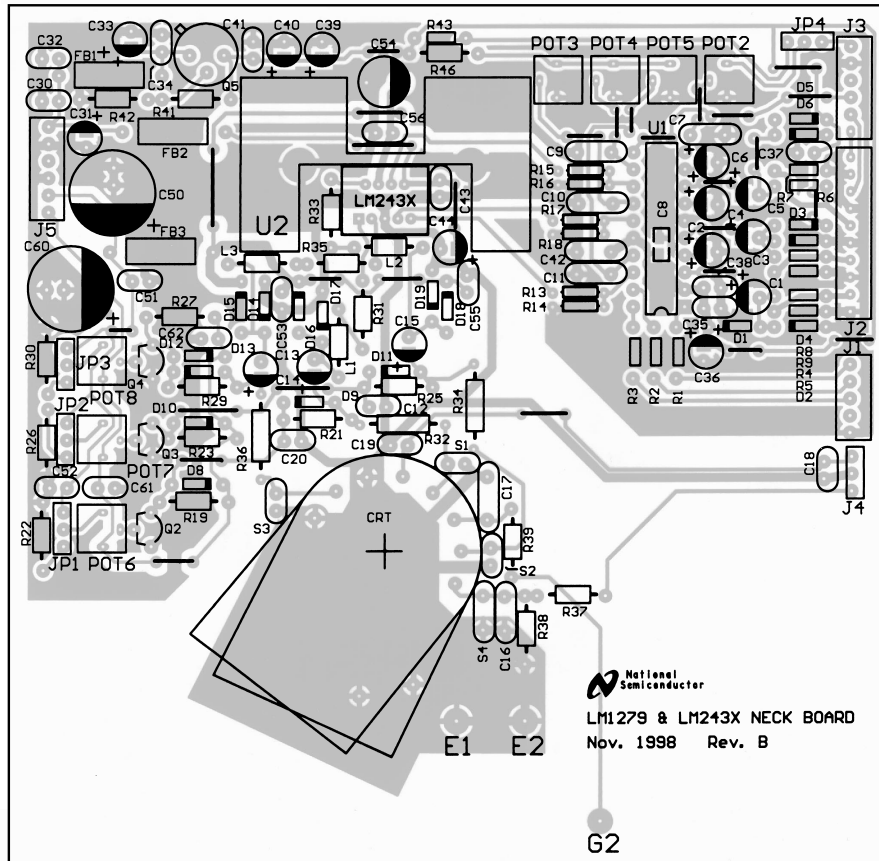 C33
C41
C40
C39
R43
JP4
J3
C32
FB1
C54
R46
POT3
POT4
POT5
POT2
C34
Q5
C30
R42
R41
D5
D6
C31
FB2
C56
U1
C7
C9
C6
C37
R15
R16
C50
U2
R33
LM243X
C43
C44
C10
R17
C8
C4
C5
R7
R6
D3
J5
C60
FB3
L3
R35
L2
R18
C42
C2
C3
C38
C51
D17
C11
R13
R14
C1
R27
D15
D14
C53
D16
R31
D19
D18
C55
C62
D12
C15
C35
D1
D4
J2
J1
R30
JP3
Q4
D13
C13
L1
D11
R3
R2
R1
C36
R8
R9
R4
R5
D2
POT8
R29
C14
R25
R34
JP2
D10
D9
C12
R26
Q3
R23
R36
C20
R21
C19
R32
S1
POT7
C52
C61
D8
C17
C18
R22
Q2
R19
S3
CRT
R39
J4
JP1
POT6
S2
R37
S4
C16
R38
National
Semiconductor
LM1279 & LM243X NECK BOARD
E1
E2
Nov. 1998 Rev. B
G2